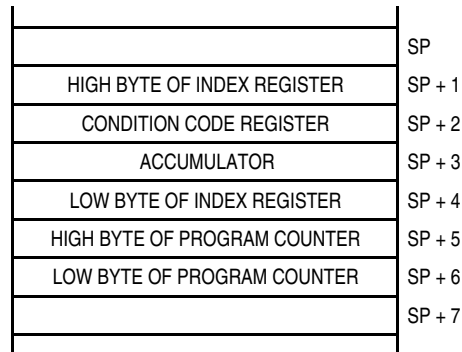 SP
HIGH BYTE OF INDEX REGISTER SP + 1
CONDITION CODE REGISTER SP + 2
ACCUMULATOR SP + 3
LOW BYTE OF INDEX REGISTER SP + 4
HIGH BYTE OF PROGRAM COUNTER SP + 5
LOW BYTE OF PROGRAM COUNTER SP + 6
SP + 7